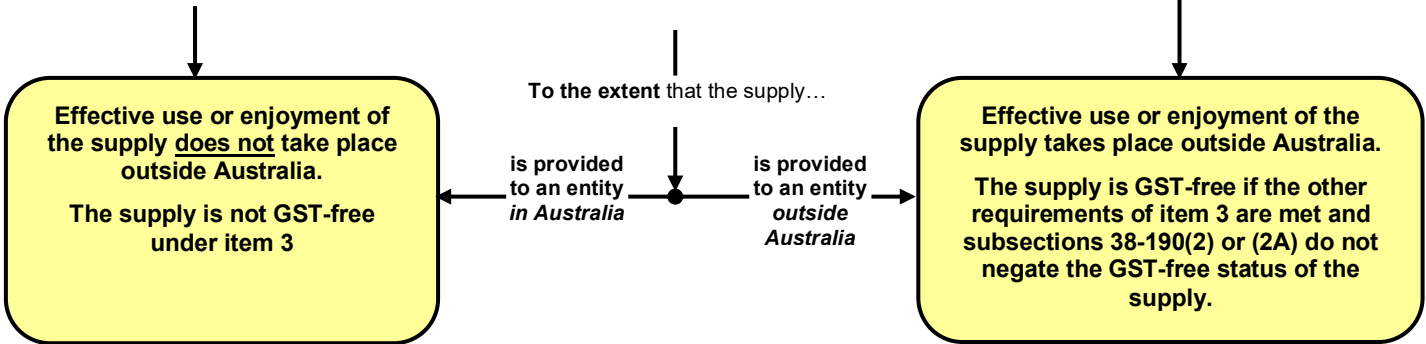 To the extent that the supply…
Effective use or enjoyment of
the supply does not take place
outside Australia.
The supply is not GST-free
under item 3
is provided
to an entity
in Australia
is provided
to an entity
outside
Australia
Effective use or enjoyment of the
supply takes place outside Australia.
The supply is GST-free if the other
requirements of item 3 are met and
subsections 38-190(2) or (2A) do not
negate the GST-free status of the
supply.